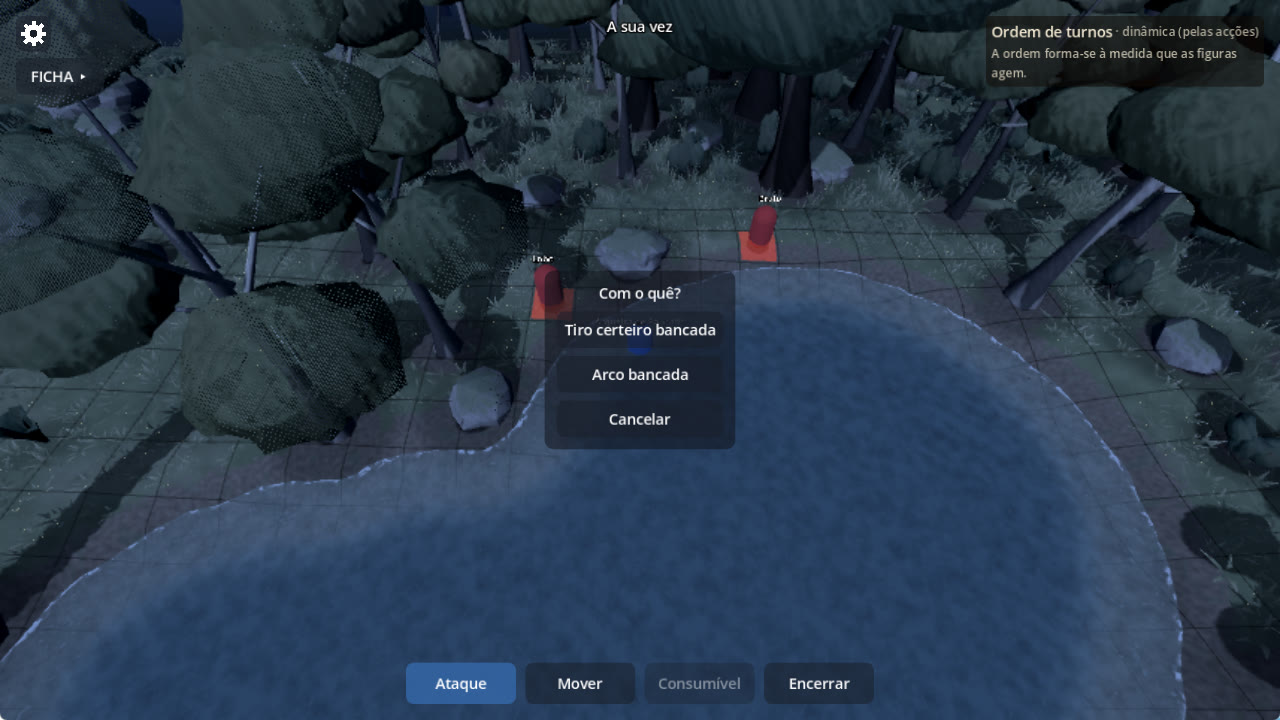 A sua vez
FICHA ▸
Ordem de turnos · dinâmica (pelas acções)
A ordem forma-se à medida que as figuras
agem.
Com o quê?
Tiro certeiro bancada
Arco bancada
Cancelar
Ataque
Mover
Consumível
Encerrar